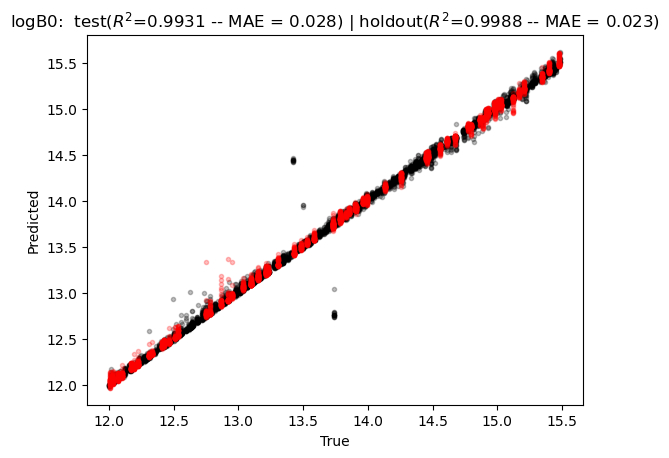 logB0: test(R²=0.9931 -- MAE = 0.028) | holdout(R²=0.9988 -- MAE = 0.023)
15.5
15.0
14.5
14.0
13.5
13.0
12.5
12.0
Predicted
12.0 12.5 13.0 13.5 14.0 14.5 15.0 15.5
True